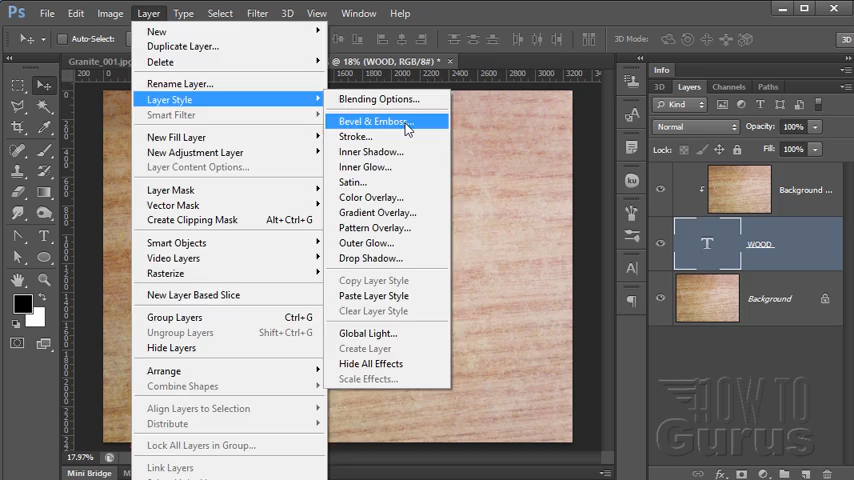 Ps File Edit Image Layer Type Select Filter 3D View Window Help
Auto-Select:
3D Mode:
3D
Granite_001.jpg
@ 18% (WOOD, RGB/8#) * ×
200
1400 1600 1800 2000 2200 2400 2600 2800 3000 3200
New
Duplicate Layer...
Delete
Rename Layer...
Layer Style
Smart Filter
New Fill Layer
New Adjustment Layer
Layer Content Options...
Layer Mask
Vector Mask
Create Clipping Mask Alt+Ctrl+G
Smart Objects
Video Layers
Rasterize
New Layer Based Slice
Group Layers Ctrl+G
Ungroup Layers Shift+Ctrl+G
Hide Layers
Arrange
Combine Shapes
Align Layers to Selection
Distribute
Lock All Layers in Group...
Link Layers
Blending Options...
Bevel & Emboss...
Stroke...
Inner Shadow...
Inner Glow...
Satin...
Color Overlay...
Gradient Overlay...
Pattern Overlay...
Outer Glow...
Drop Shadow...
Copy Layer Style
Paste Layer Style
Clear Layer Style
Global Light...
Create Layer
Hide All Effects
Scale Effects...
Info
3D Layers Channels Paths
Kind
Normal Opacity: 100%
Lock: Fill: 100%
Background ...
T WOOD
Background
HOW TO
Gurus
17.97%
Mini Bridge